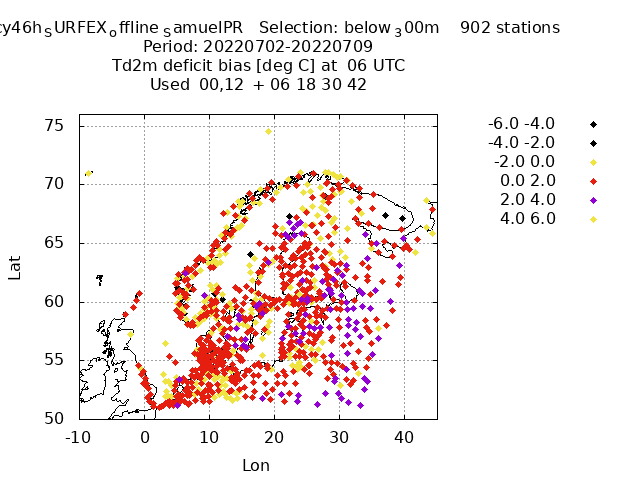 cy46h_SURFEX_offline_SamuelPR Selection: below_300m 902 stations
Period: 20220702-20220709
Td2m deficit bias [deg C] at 06 UTC
Used 00,12 + 06 18 30 42
-6.0 -4.0
-4.0 -2.0
-2.0 0.0
0.0 2.0
2.0 4.0
4.0 6.0
75
70
65
60
55
50
Lat
-10 0 10 20 30 40
Lon